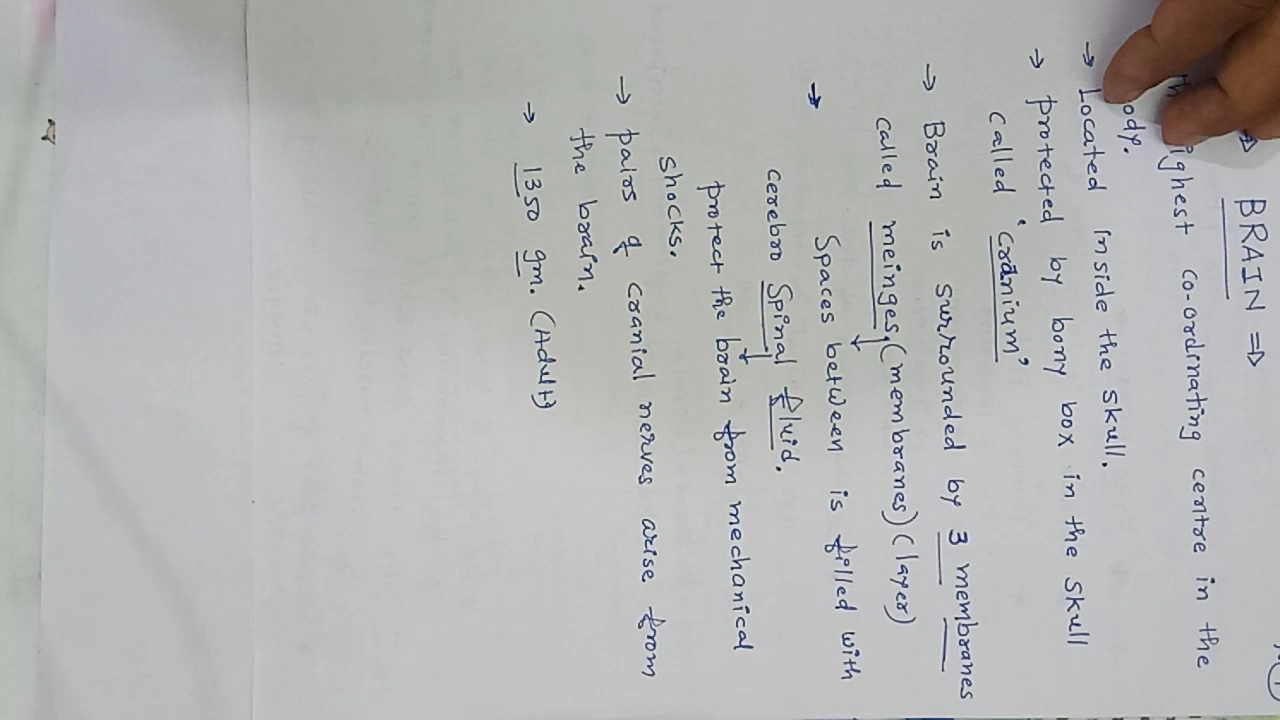 ⇒ BRAIN ⇒
ighest co-ordinating centre in the
ody.
→ Located inside the skull.
→ protected by bony box in the skull
called 'cranium'
→ Brain is surrounded by 3 membranes
called meinges, (membranes) (layer)
→ Spaces between is filled with
cerebro spinal fluid.
protect the brain from mechanical
shocks.
→ pairs of cranial nerves arise from
the brain.
→ 1350 gm. (Adult)